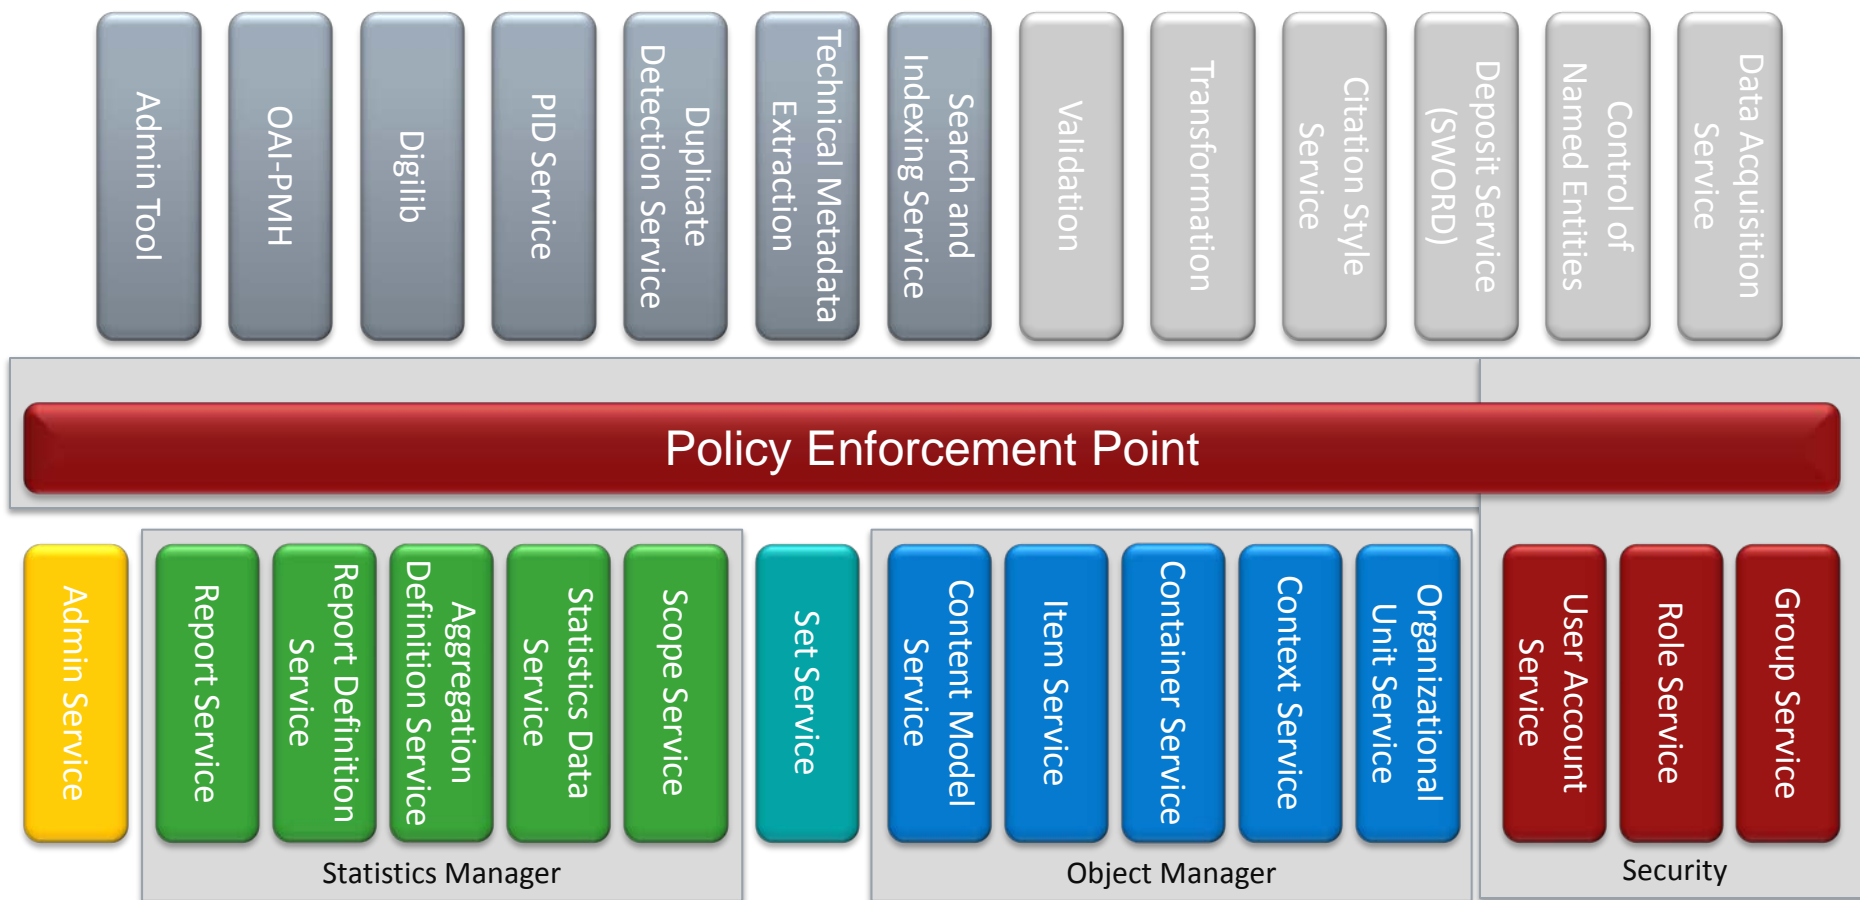 Admin Tool
OAI-PMH
Digilib
PID Service
Duplicate
Detection Service
Technical Metadata
Extraction
Search and
Indexing Service
Validation
Transformation
Citation Style
Service
Deposit Service
(SWORD)
Control of
Named Entities
Data Acquisition
Service
Policy Enforcement Point
Admin Service
Report Service
Report Definition
Service
Aggregation
Definition Service
Statistics Data
Service
Scope Service
Statistics Manager
Set Service
Content Model
Service
Item Service
Container Service
Context Service
Organizational
Unit Service
Object Manager
User Account
Service
Role Service
Group Service
Security